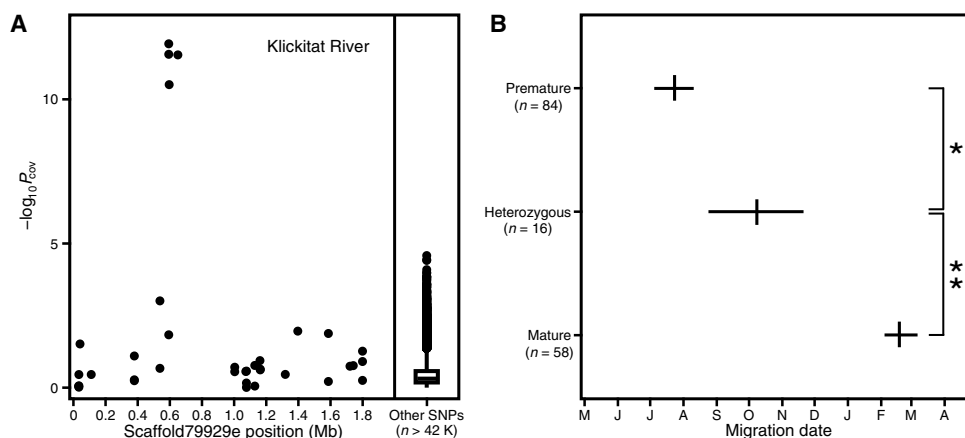 A
Klickitat River
10
5
0
−log10Pcov
0 0.2 0.4 0.6 0.8 1.0 1.2 1.4 1.6 1.8
Scaffold79929e position (Mb)
Other SNPs
(n > 42 K)
B
Premature
(n = 84)
Heterozygous
(n = 16)
Mature
(n = 58)
*
*
*
M J J A S O N D J F M A
Migration date